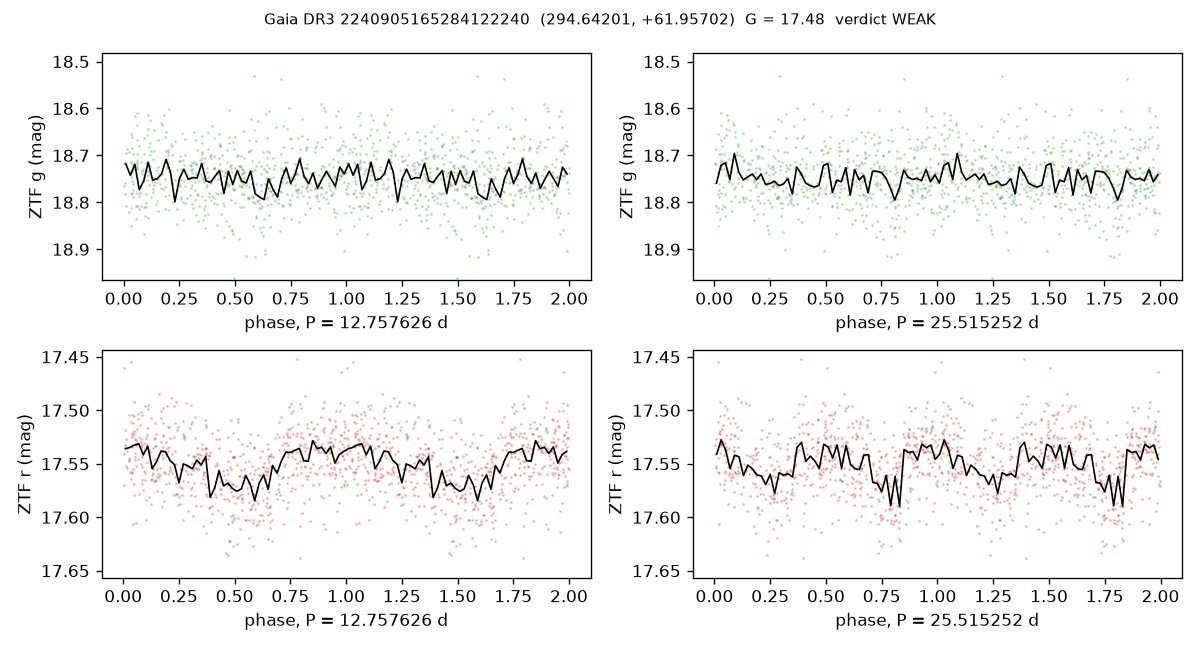 Gaia DR3 2240905165284122240 (294.64201, +61.95702) G = 17.48 verdict WEAK
18.5
18.6
18.7
18.8
18.9
ZTF g (mag)
0.00 0.25 0.50 0.75 1.00 1.25 1.50 1.75 2.00
phase, P = 12.757626 d
18.5
18.6
18.7
18.8
18.9
ZTF g (mag)
0.00 0.25 0.50 0.75 1.00 1.25 1.50 1.75 2.00
phase, P = 25.515252 d
17.45
17.50
17.55
17.60
17.65
ZTF r (mag)
0.00 0.25 0.50 0.75 1.00 1.25 1.50 1.75 2.00
phase, P = 12.757626 d
17.45
17.50
17.55
17.60
17.65
ZTF r (mag)
0.00 0.25 0.50 0.75 1.00 1.25 1.50 1.75 2.00
phase, P = 25.515252 d